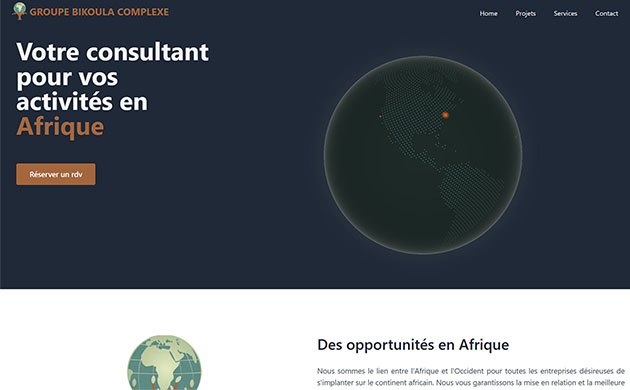 GROUPE BIKOULA COMPLEXE
Home Projets Services Contact
Votre consultant
pour vos
activités en
Afrique
Réserver un rdv
Des opportunités en Afrique
Nous sommes le lien entre l'Afrique et l'Occident pour toutes les entreprises désireuses de
s'implanter sur le continent africain. Nous vous garantissons la mise en relation et la meilleure